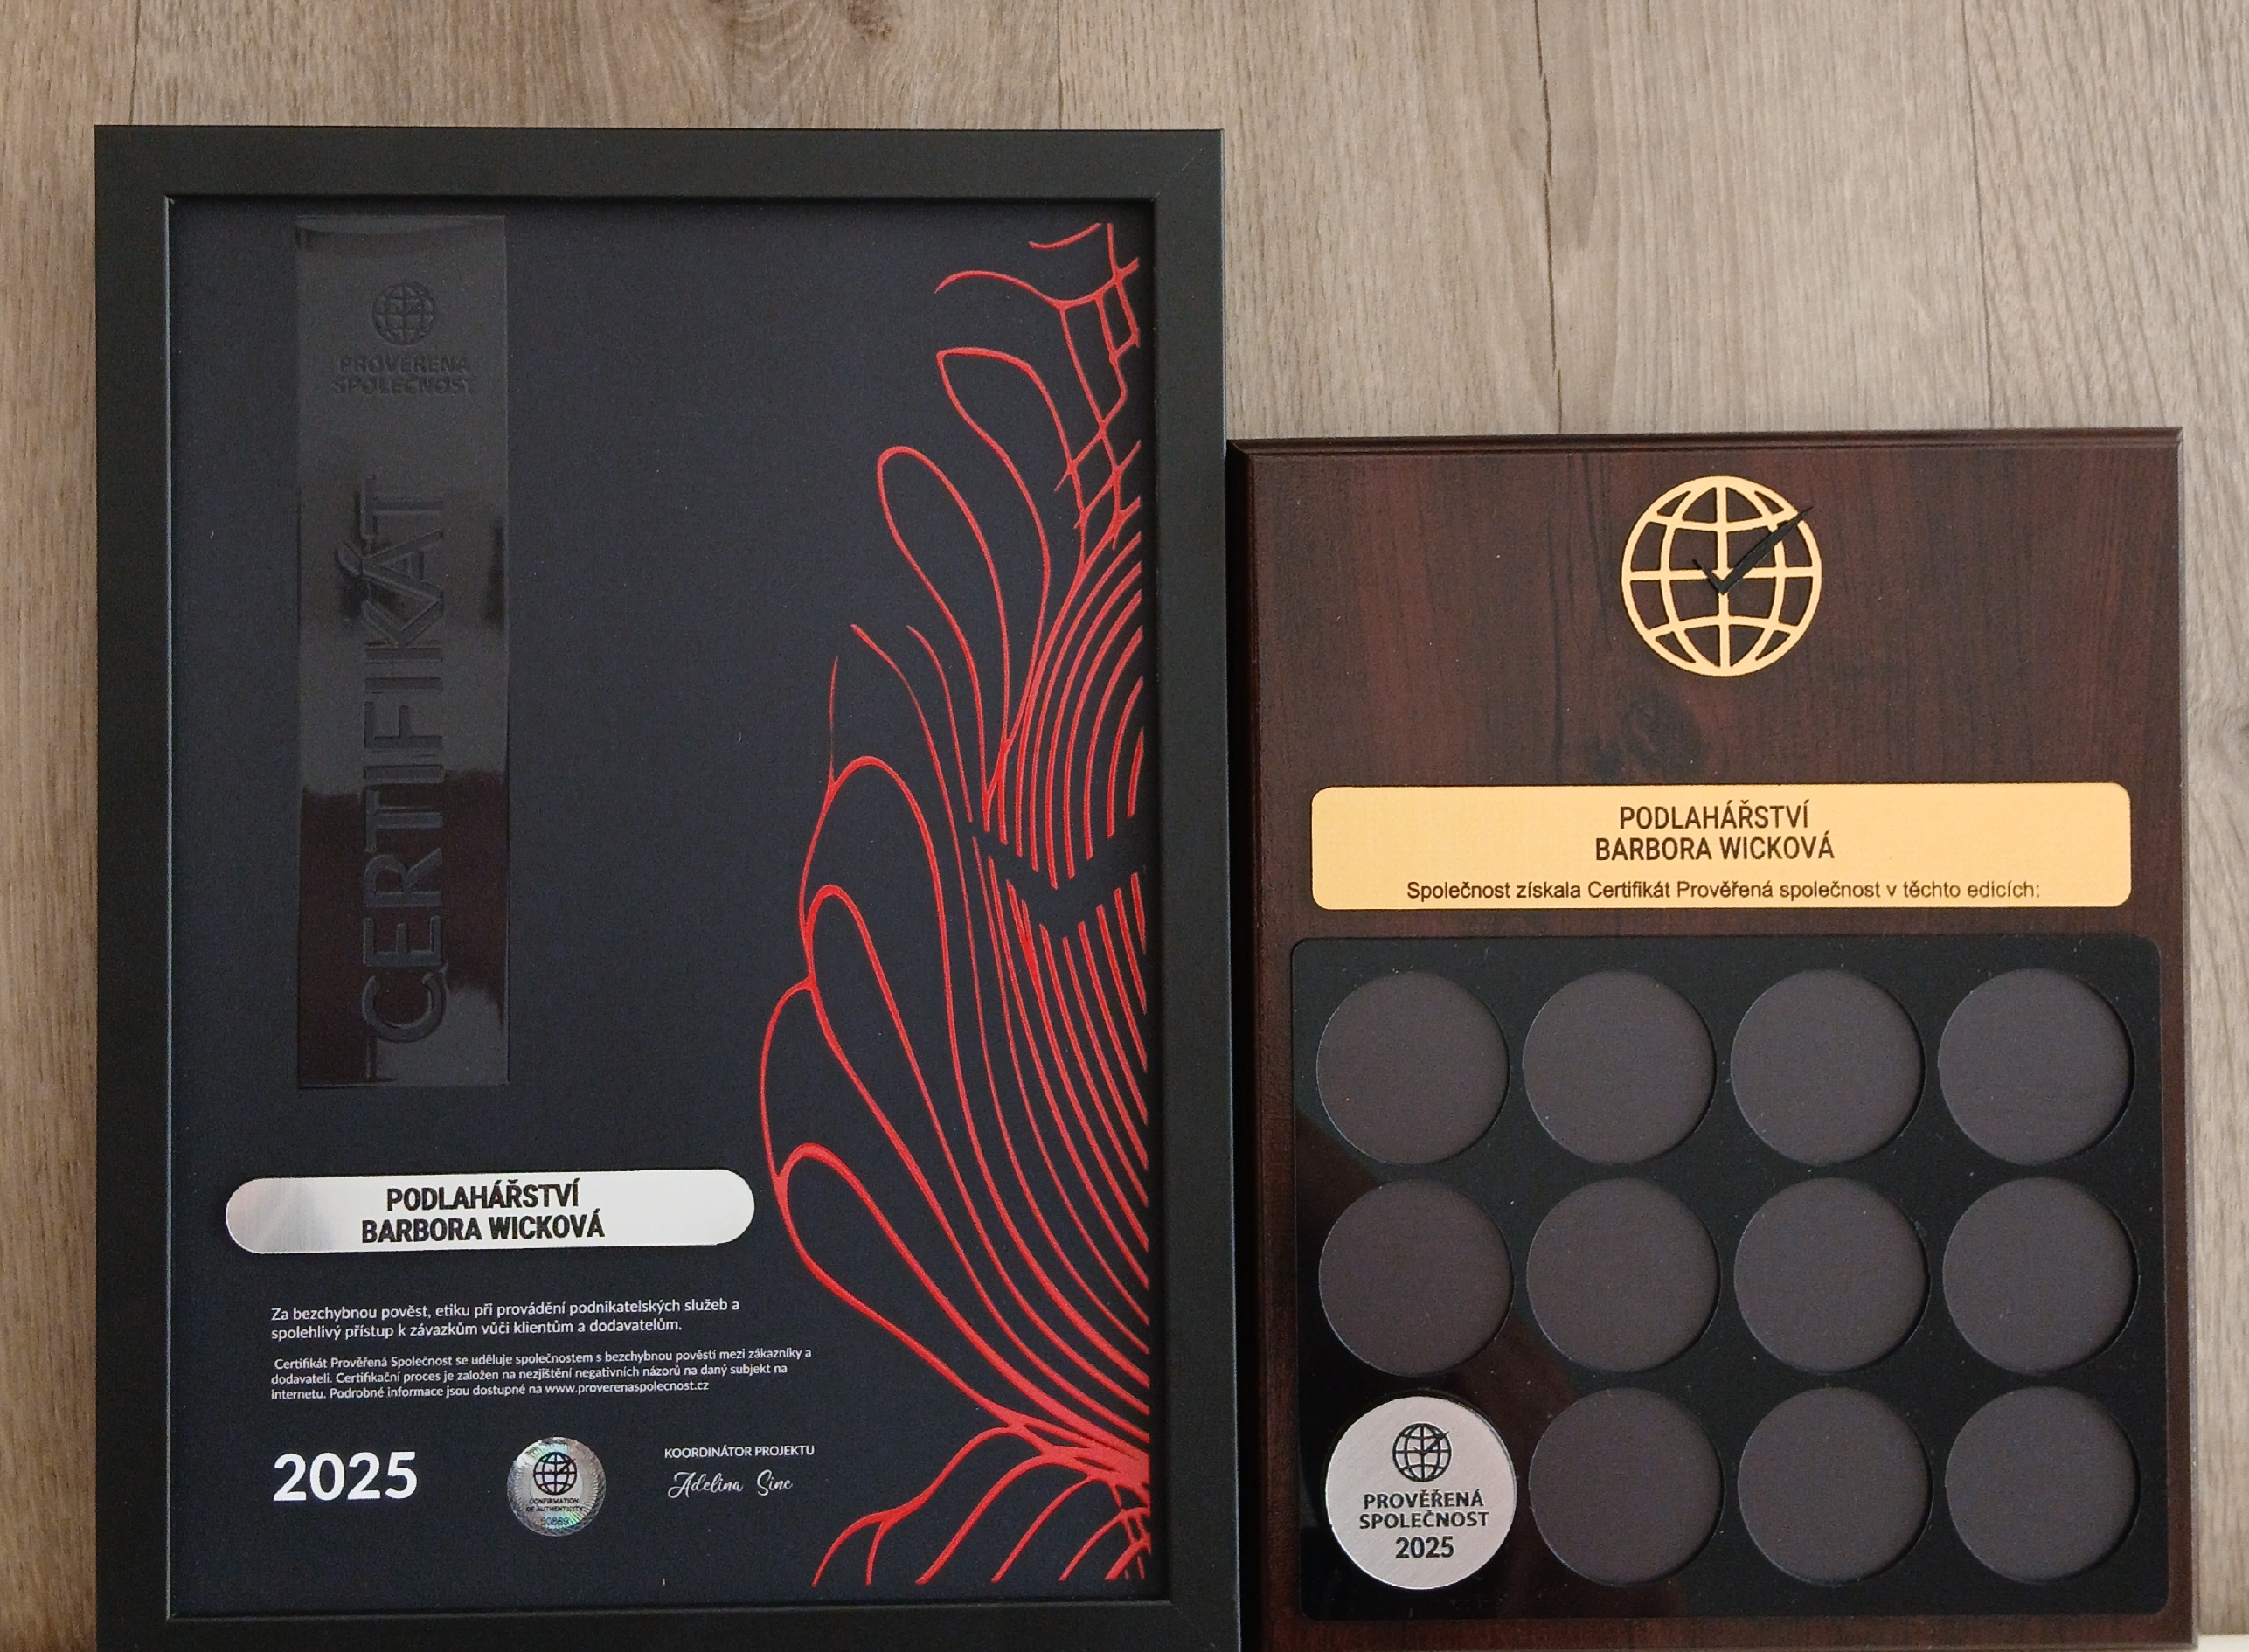 PROVĚŘENÁ
SPOLEČNOST
CERTIFIKÁT
PODLAHÁŘSTVÍ
BARBORA WICKOVÁ
Za bezchybnou pověst, etiku při provádění podnikatelských služeb a
spolehlivý přístup k závazkům vůči klientům a dodavatelům.
Certifikát Prověřená Společnost se uděluje společnostem s bezchybnou pověstí mezi zákazníky a
dodavateli. Certifikační proces je založen na nezjištění negativních názorů na daný subjekt na
internetu. Podrobné informace jsou dostupné na www.proverenaspolecnost.cz
2025
CONFIRMATION
OF AUTHENTICITY
KOORDINÁTOR PROJEKTU
Adelina Sinc
PODLAHÁŘSTVÍ
BARBORA WICKOVÁ
Společnost získala Certifikát Prověřená společnost v těchto edicích:
PROVĚŘENÁ
SPOLEČNOST
2025